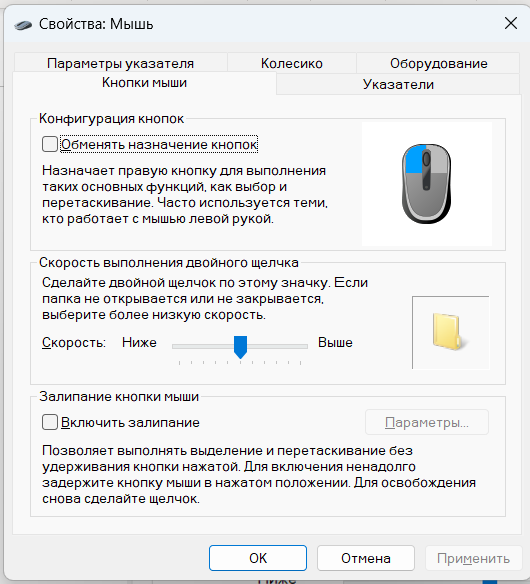 Свойства: Мышь
Параметры указателя
Колесико
Оборудование
Кнопки мыши
Указатели
Конфигурация кнопок
Обменять назначение кнопок
Назначает правую кнопку для выполнения
таких основных функций, как выбор и
перетаскивание. Часто используется теми,
кто работает с мышью левой рукой.
Скорость выполнения двойного щелчка
Сделайте двойной щелчок по этому значку. Если
папка не открывается или не закрывается,
выберите более низкую скорость.
Скорость: Ниже Выше
Залипание кнопки мыши
Включить залипание
Параметры...
Позволяет выполнять выделение и перетаскивание без
удерживания кнопки нажатой. Для включения ненадолго
задержите кнопку мыши в нажатом положении. Для освобождения
снова сделайте щелчок.
OK
Отмена
Применить